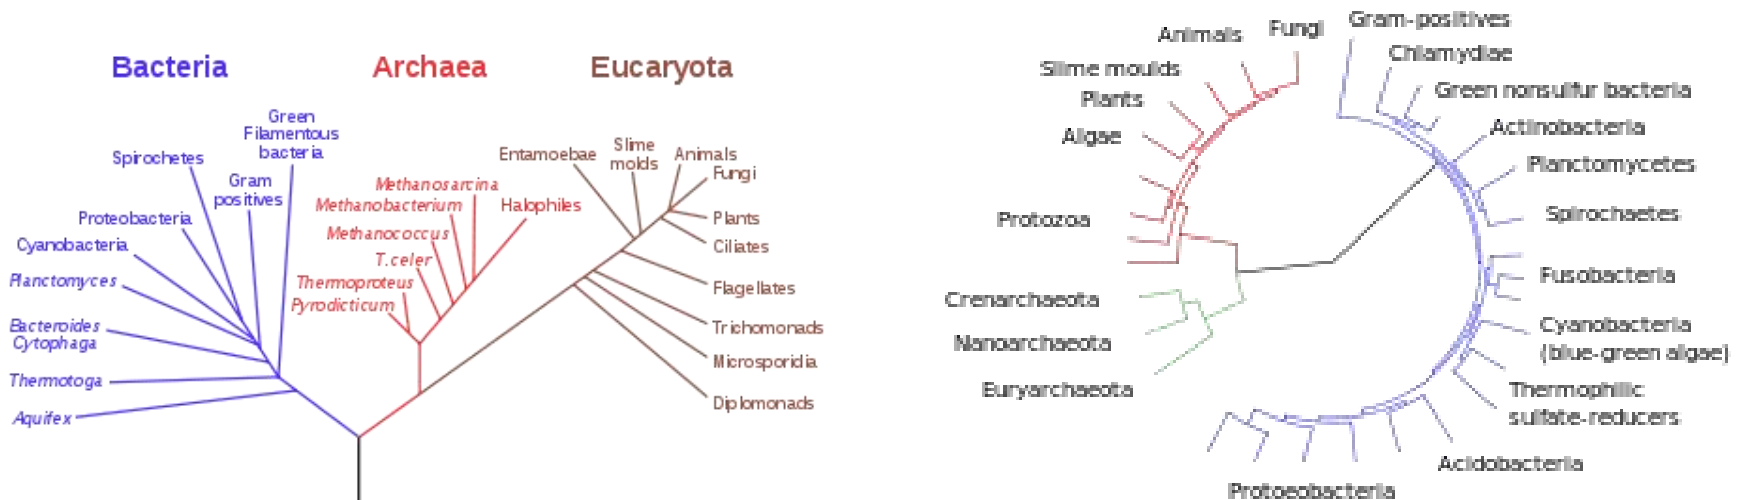 Bacteria
Archaea
Eucaryota
Green
Filamentous
bacteria
Spirochetes
Gram
positives
Proteobacteria
Cyanobacteria
Planctomyces
Bacteroides
Cytophaga
Thermotoga
Aquifex
Methanosarcina
Methanobacterium
Halophiles
Methanococcus
T.celer
Thermoproteus
Pyrodicticum
Entamoebae
Slime
molds
Animals
Fungi
Plants
Ciliates
Flagellates
Trichomonads
Microsporidia
Diplomonads
Fungi
Animals
Slime moulds
Plants
Algae
Protozoa
Crenarchaeota
Nanoarchaeota
Euryarchaeota
Gram-positives
Chlamydiae
Green nonsulfur bacteria
Actinobacteria
Planctomycetes
Spirochaetes
Fusobacteria
Cyanobacteria
(blue-green algae)
Thermophilic
sulfate-reducers
Acidobacteria
Protoeobacteria